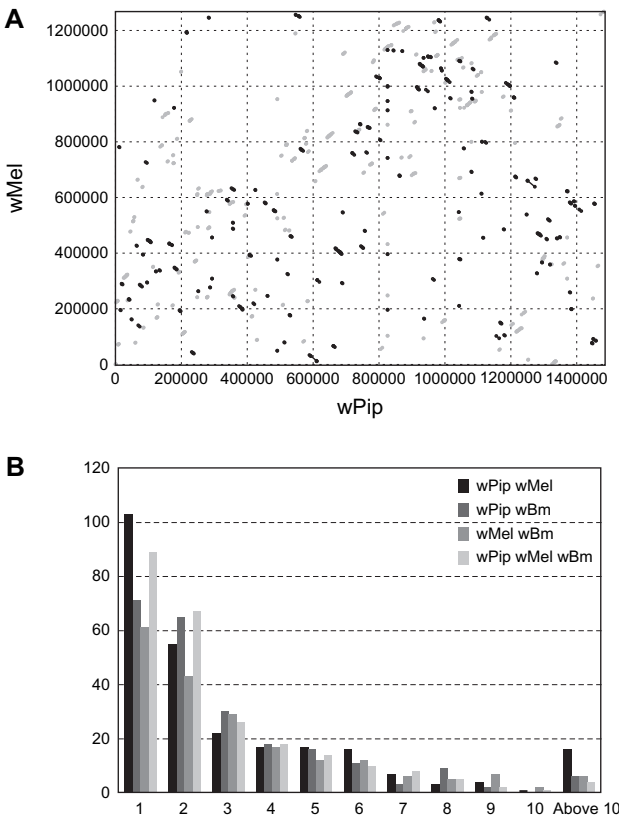 A
1200000
1000000
800000
600000
400000
200000
0
wMel
0 200000 400000 600000 800000 1000000 1200000 1400000
wPip
B
120
100
80
60
40
20
0
wPip wMel
wPip wBm
wMel wBm
wPip wMel wBm
1 2 3 4 5 6 7 8 9 10 Above 10